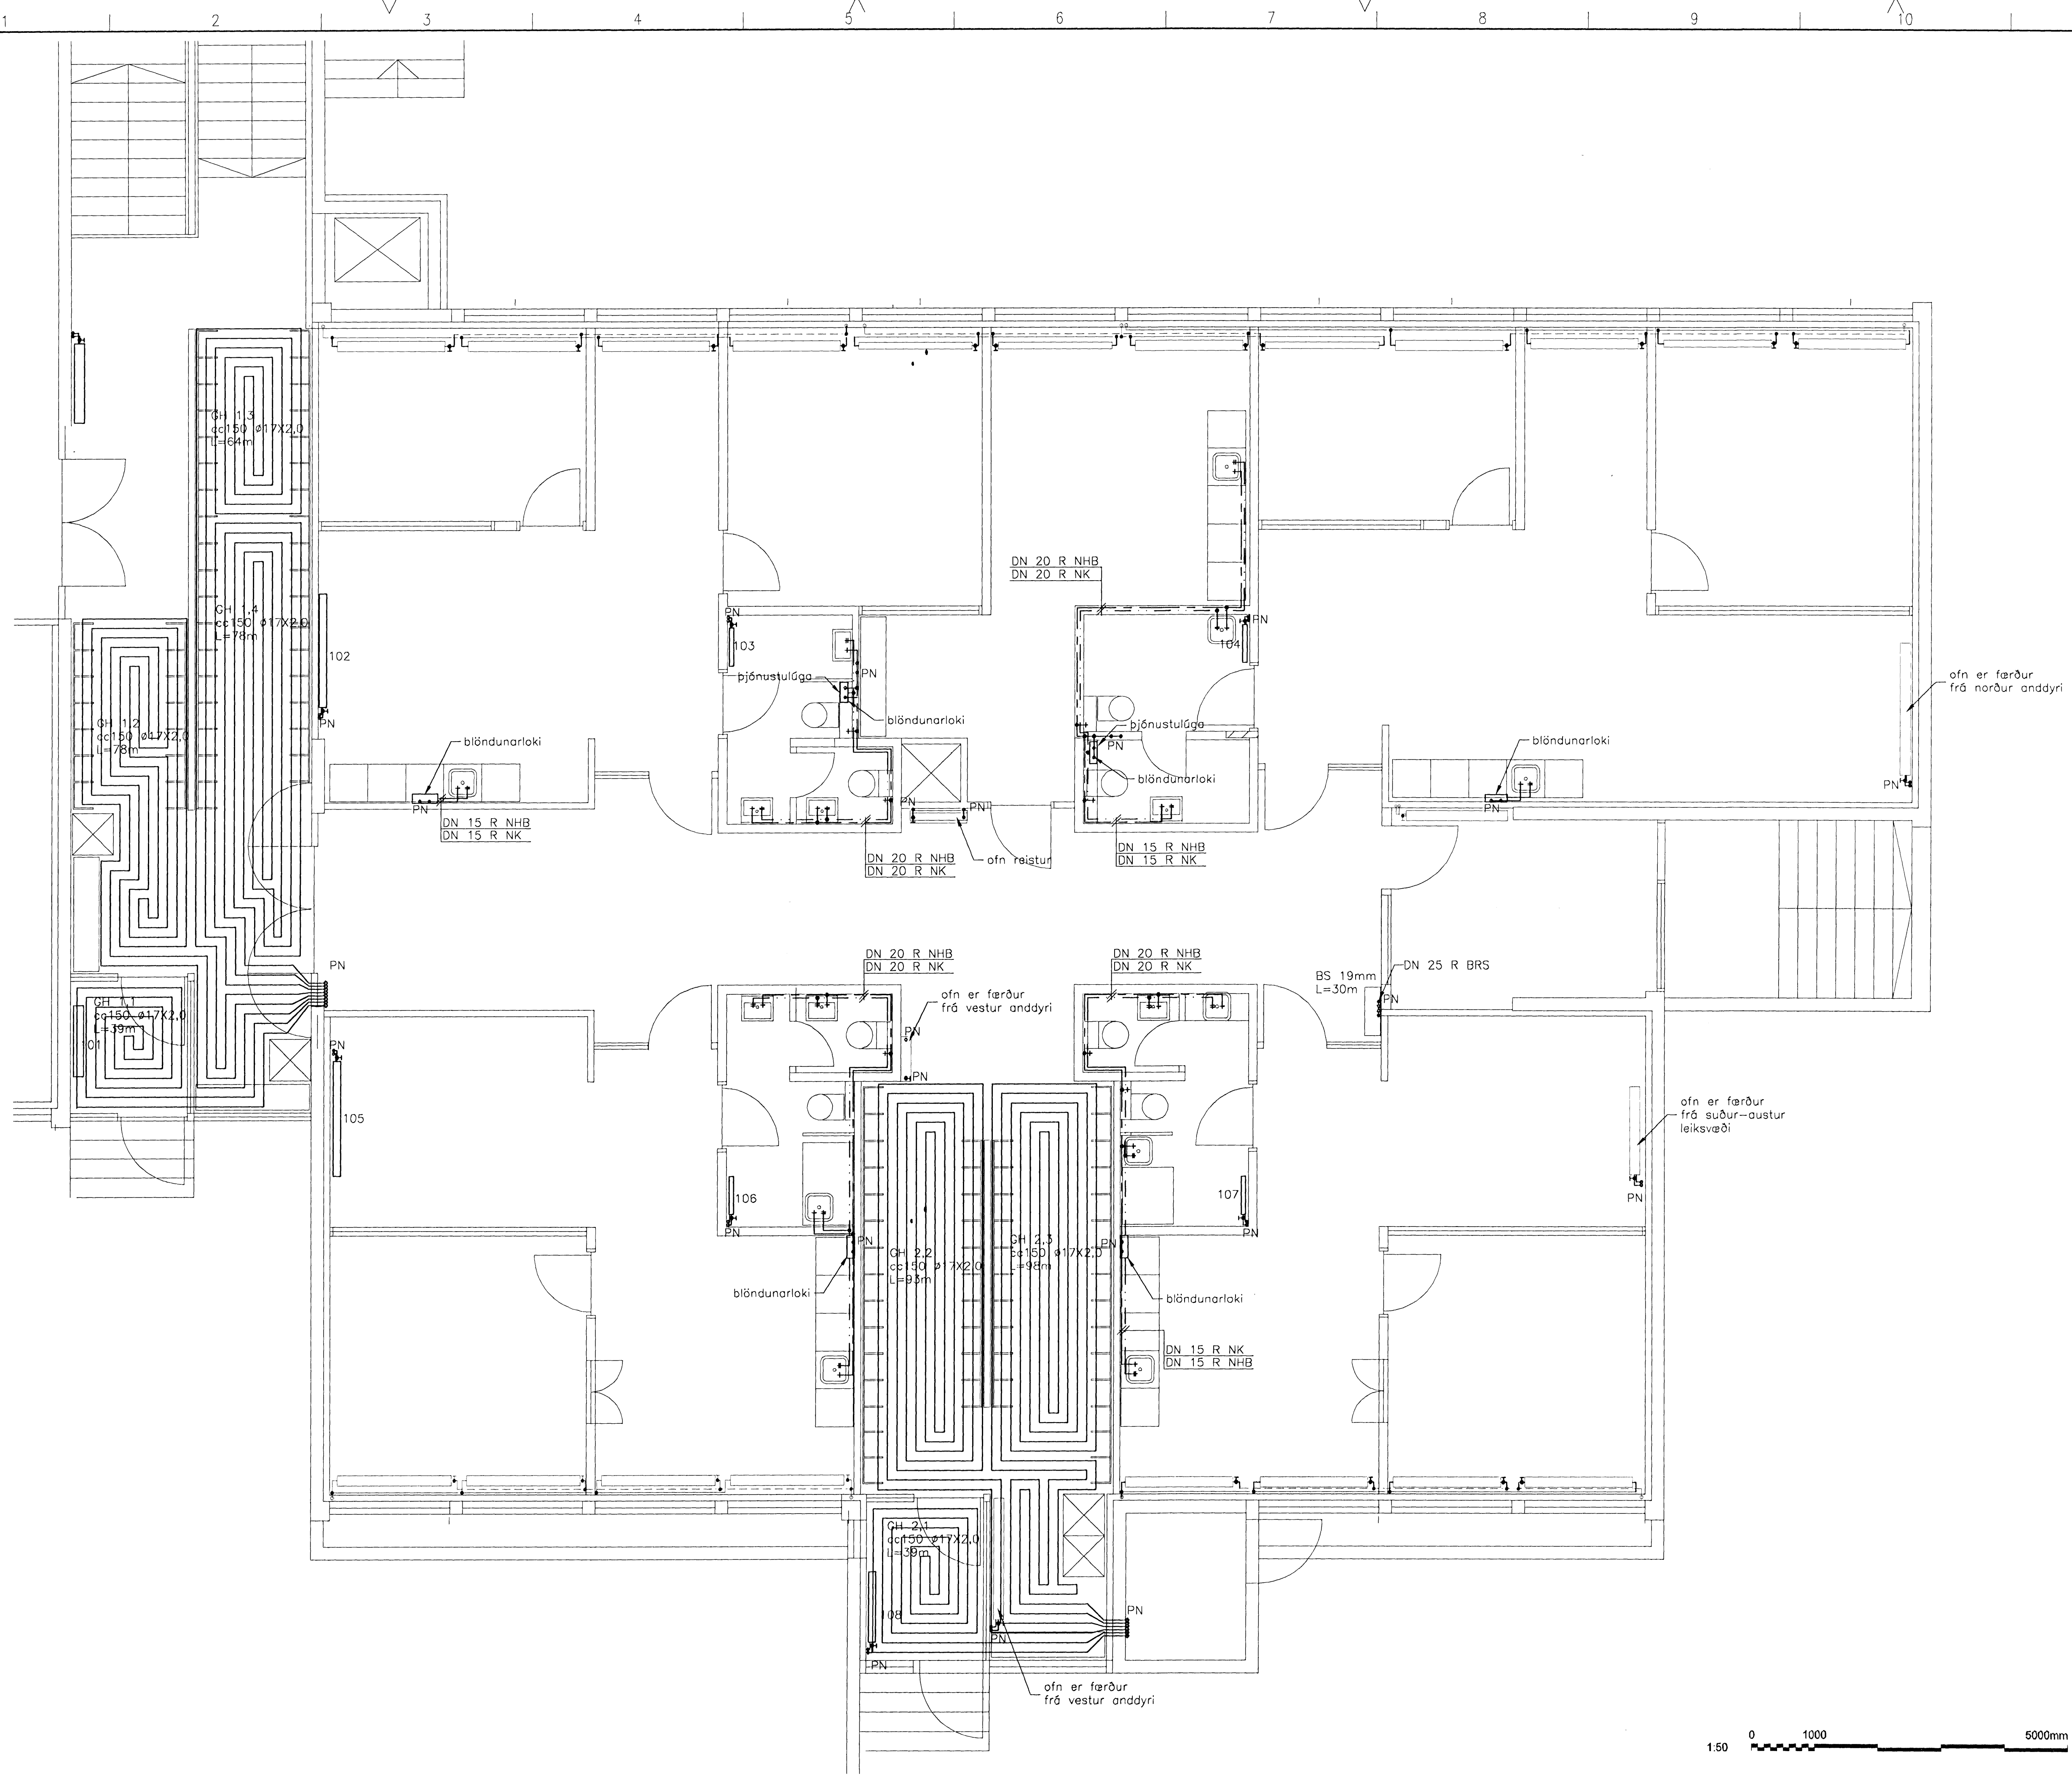 1
2
3
4
5
6
7
8
9
10
GH 1,3
cc150 ø17X2,0
L=64m
DN 20 R NHB
DN 20 R NK
GH 1,4
cc150 ø17X2,0
L=78m
102
PN
PN
103
þjónustulúga
PN
blöndunarloki
PN
104
þjónustulúga
PN
blöndunarloki
ofn er færður
frá norður anddyri
GH 1,2
cc150 ø17X2,0
L=78m
blöndunarloki
PN
DN 15 R NHB
DN 15 R NK
PN
PN
ofn reistur
DN 20 R NHB
DN 20 R NK
DN 15 R NHB
DN 15 R NK
blöndunarloki
PN
PN
PN
GH 1,1
cc150 ø17X2,0
L=39m
101
DN 20 R NHB
DN 20 R NK
DN 20 R NHB
DN 20 R NK
ofn er færður
frá vestur anddyri
BS 19mm
L=30m
DN 25 R BRS
PN
PN
105
PN
PN
ofn er færður
frá suður-austur
leiksvæði
PN
106
PN
107
PN
PN
blöndunarloki
GH 2,2
cc150 ø17X2,0
L=93m
GH 2,3
cc150 ø17X2,0
L=98m
PN
blöndunarloki
DN 15 R NK
DN 15 R NHB
GH 2,1
cc150 ø17X2,0
L=39m
108
PN
PN
PN
ofn er færður
frá vestur anddyri
1:50
0 1000 5000mm